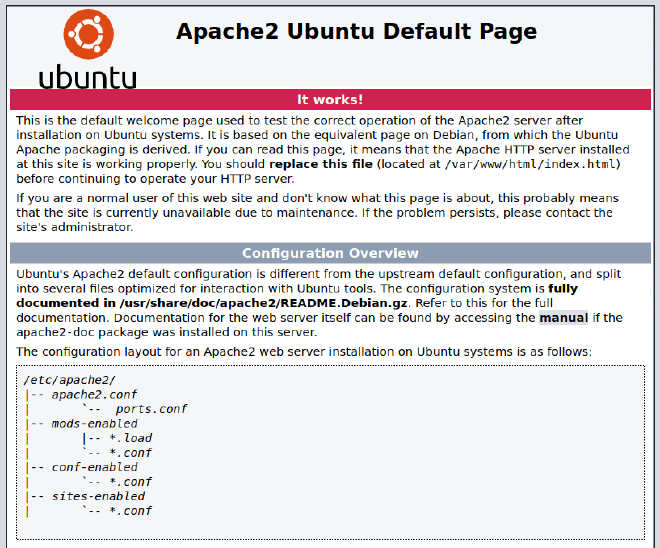 ubuntu
Apache2 Ubuntu Default Page
It works!
This is the default welcome page used to test the correct operation of the Apache2 server after
installation on Ubuntu systems. It is based on the equivalent page on Debian, from which the Ubuntu
Apache packaging is derived. If you can read this page, it means that the Apache HTTP server installed
at this site is working properly. You should replace this file (located at /var/www/html/index.html)
before continuing to operate your HTTP server.
If you are a normal user of this web site and don't know what this page is about, this probably means
that the site is currently unavailable due to maintenance. If the problem persists, please contact the
site's administrator.
Configuration Overview
Ubuntu's Apache2 default configuration is different from the upstream default configuration, and split
into several files optimized for interaction with Ubuntu tools. The configuration system is fully
documented in /usr/share/doc/apache2/README.Debian.gz. Refer to this for the full
documentation. Documentation for the web server itself can be found by accessing the manual if the
apache2-doc package was installed on this server.
The configuration layout for an Apache2 web server installation on Ubuntu systems is as follows:
/etc/apache2/
|-- apache2.conf
|       `--  ports.conf
|-- mods-enabled
|       |-- *.load
|       `-- *.conf
|-- conf-enabled
|       `-- *.conf
|-- sites-enabled
|       `-- *.conf